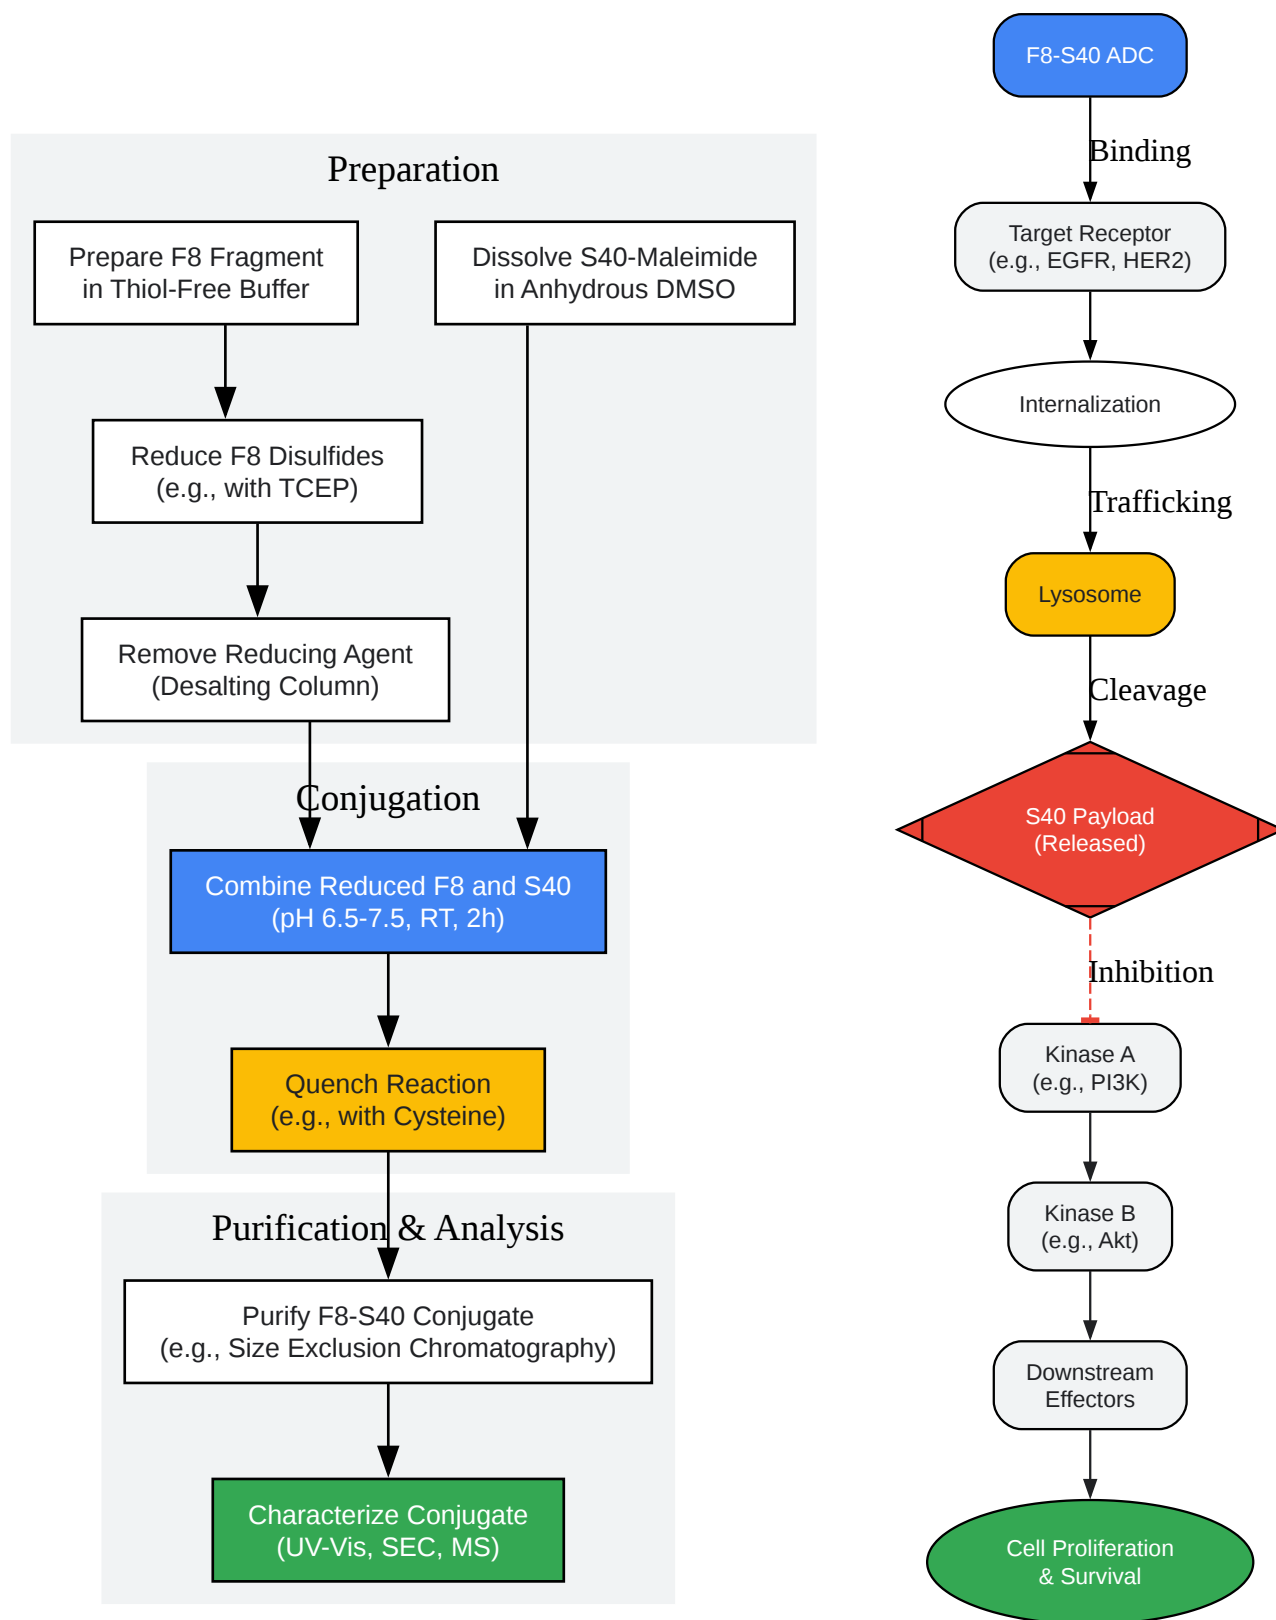 Preparation
Prepare F8 Fragment
in Thiol-Free Buffer
Dissolve S40-Maleimide
in Anhydrous DMSO
Reduce F8 Disulfides
(e.g., with TCEP)
Remove Reducing Agent
(Desalting Column)
Conjugation
Combine Reduced F8 and S40
(pH 6.5-7.5, RT, 2h)
Quench Reaction
(e.g., with Cysteine)
Purification & Analysis
Purify F8-S40 Conjugate
(e.g., Size Exclusion Chromatography)
Characterize Conjugate
(UV-Vis, SEC, MS)
F8-S40 ADC
Binding
Target Receptor
(e.g., EGFR, HER2)
Internalization
Trafficking
Lysosome
Cleavage
S40 Payload
(Released)
Inhibition
Kinase A
(e.g., PI3K)
Kinase B
(e.g., Akt)
Downstream
Effectors
Cell Proliferation
& Survival